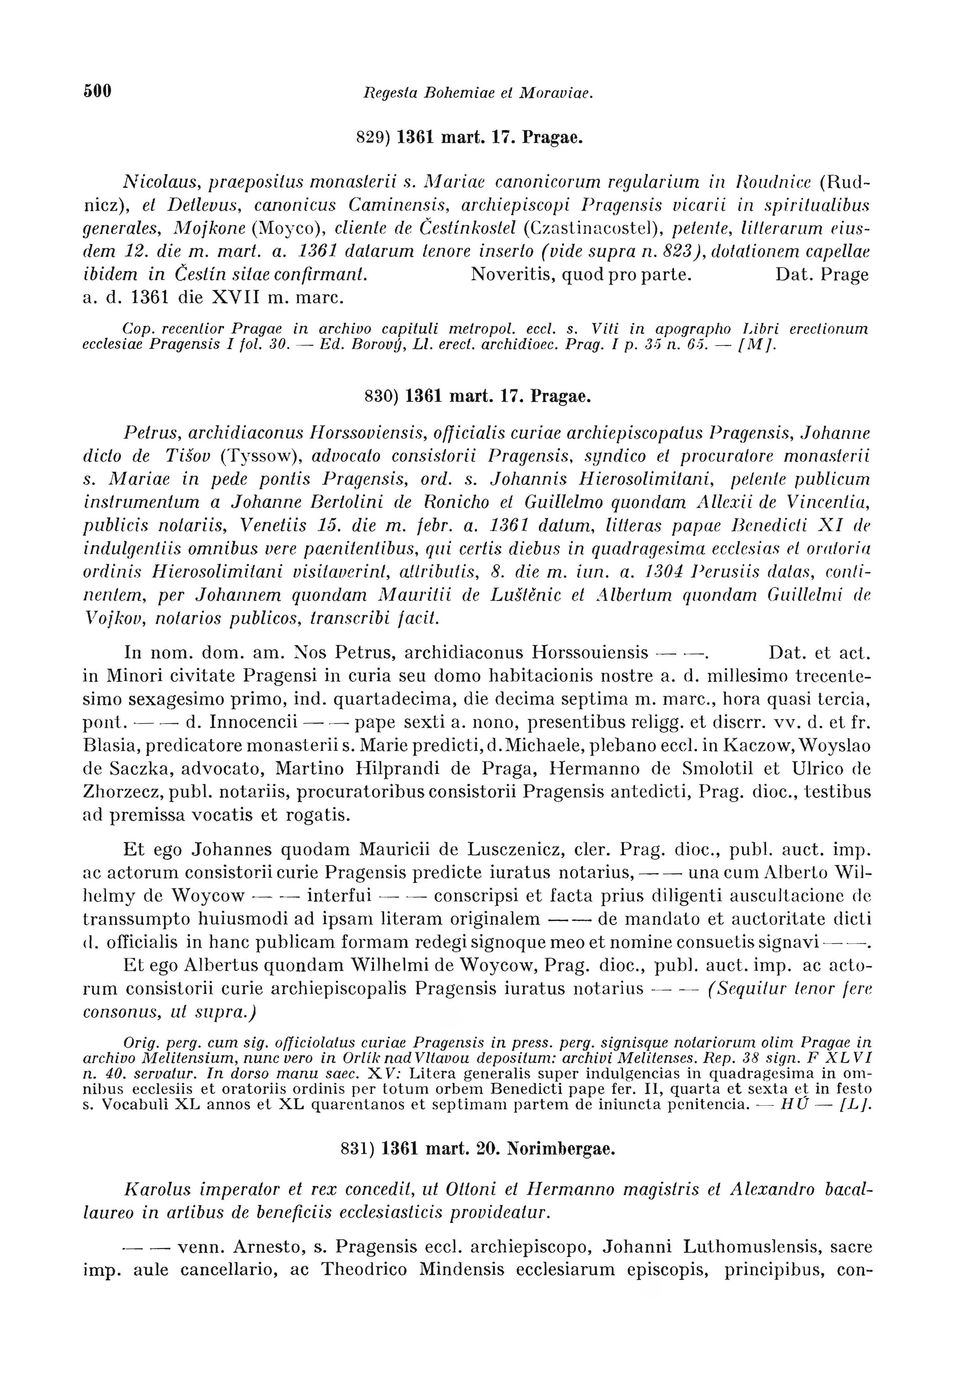 500
Regesta Bohemiae et Moraviae.
829) 1361 mart. 17. Pragae.
Nicolaus, praepositus monasterii s. Mariae canonicorum regularium in Roudnice (Rud-
nicz), et Detlevus, canonicus Caminensis, archiepiscopi Pragensis vicarii in spiritualibus
generales, Mojkone (Moyco), cliente de Čestínkostel (Czastinacostel), petente, litterarum eius-
dem 12. die m. mart. a. 1361 datarum tenore inserto (vide supra n. 823), dotationem capellae
ibidem in Čestín sitae confirmant. Noveritis, quod pro parte. Dat. Prage
a. d. 1361 die XVII m. marc.
Cop. recentior Pragae in archivo capituli metropol. eccl. s. Viti in apographo Libri erectionum
ecclesiae Pragensis I fol. 30. — Ed. Borový, Ll. erect. archidioec. Prag. I p. 35 n. 65. — [M].
830) 1361 mart. 17. Pragae.
Petrus, archidiaconus Horssoviensis, officialis curiae archiepiscopatus Pragensis, Johanne
dicto de Tišov (Tyssow), advocato consistorii Pragensis, syndico et procuratore monasterii
s. Mariae in pede pontis Pragensis, ord. s. Johannis Hierosolimitani, petente publicum
instrumentum a Johanne Bertolini de Ronicho et Guillelmo quondam Allexii de Vincentia,
publicis notariis, Venetiis 15. die m. febr. a. 1361 datum, litteras papae Benedicti XI de
indulgentiis omnibus vere paenitentibus, qui certis diebus in quadragesima ecclesias et oratoria
ordinis Hierosolimitani visitaverint, attributis, 8. die m. iun. a. 1304 Perusiis datas, conti-
nentem, per Johannem quondam Mauritii de Luštěnic et Albertum quondam Guillelmi de
Vojkov, notarios publicos, transcribi facit.
In nom. dom. am. Nos Petrus, archidiaconus Horssouiensis — —. Dat. et act.
in Minori civitate Pragensi in curia seu domo habitacionis nostre a. d. millesimo trecente-
simo sexagesimo primo, ind. quartadecima, die decima septima m. marc., hora quasi tercia,
pont. — — d. Innocencii — — pape sexti a. nono, presentibus religg. et discrr. vv. d. et fr.
Blasia, predicatore monasterii s. Marie predicti, d. Michaele, plebano eccl. in Kaczow, Woyslao
de Saczka, advocato, Martino Hilprandi de Praga, Hermanno de Smolotil et Ulrico de
Zhorzecz, publ. notariis, procuratoribus consistorii Pragensis antedicti, Prag. dioc., testibus
ad premissa vocatis et rogatis.
Et ego Johannes quodam Mauricii de Lusczenicz, cler. Prag. dioc., publ. auct. imp.
ac actorum consistorii curie Pragensis predicte iuratus notarius, — — una cum Alberto Wil-
helmy de Woycow — — interfui — — conscripsi et facta prius diligenti auscultacione de
transsumpto huiusmodi ad ipsam literam originalem — — de mandato et auctoritate dicti
d. officialis in hanc publicam formam redegi signoque meo et nomine consuetis signavi — —.
Et ego Albertus quondam Wilhelmi de Woycow, Prag. dioc., publ. auct. imp. ac acto-
rum consistorii curie archiepiscopalis Pragensis iuratus notarius — — (Sequitur tenor fere
consonus, ut supra.)
Orig. perg. cum sig. officiolatus curiae Pragensis in press. perg. signisque notariorum olim Pragae in
archivo Melitensium, nunc vero in Orlík nad Vltavou depositum: archivi Melitenses. Rep. 38 sign. F XLVI
n. 40. servatur. In dorso manu saec. XV: Litera generalis super indulgencias in quadragesima in om-
nibus ecclesiis et oratoriis ordinis per totum orbem Benedicti pape fer. II, quarta et sexta et in festo
s. Vocabuli XL annos et XL quarentanos et septimam partem de iniuncta penitencia. — HÚ — [L].
831) 1361 mart. 20. Norimbergae.
Karolus imperator et rex concedit, ut Ottoni et Hermanno magistris et Alexandro bacal-
laureo in artibus de beneficiis ecclesiasticis provideatur.
— — venn. Arnesto, s. Pragensis eccl. archiepiscopo, Johanni Luthomuslensis, sacre
imp. aule cancellario, ac Theodrico Mindensis ecclesiarum episcopis, principibus, con-